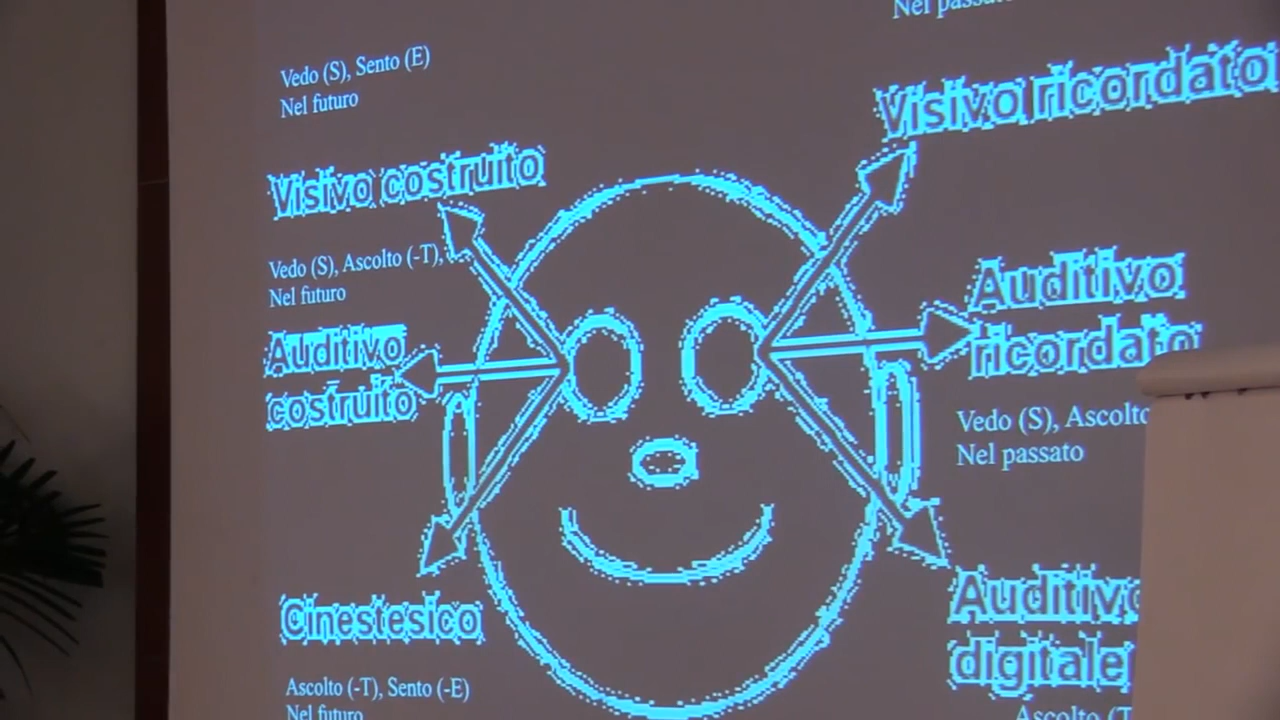 Nel passato
Vedo (S), Sento (E)
Nel futuro
Visivo ricordato
Visivo costruito
Vedo (S), Ascolto (-T),
Nel futuro
Auditivo
costruito
Auditivo
ricordato
Vedo (S), Ascolto
Nel passato
Cinestesico
Auditivo
digitale
Ascolto (-T), Sento (-E)
Nel futuro
Ascolto (T